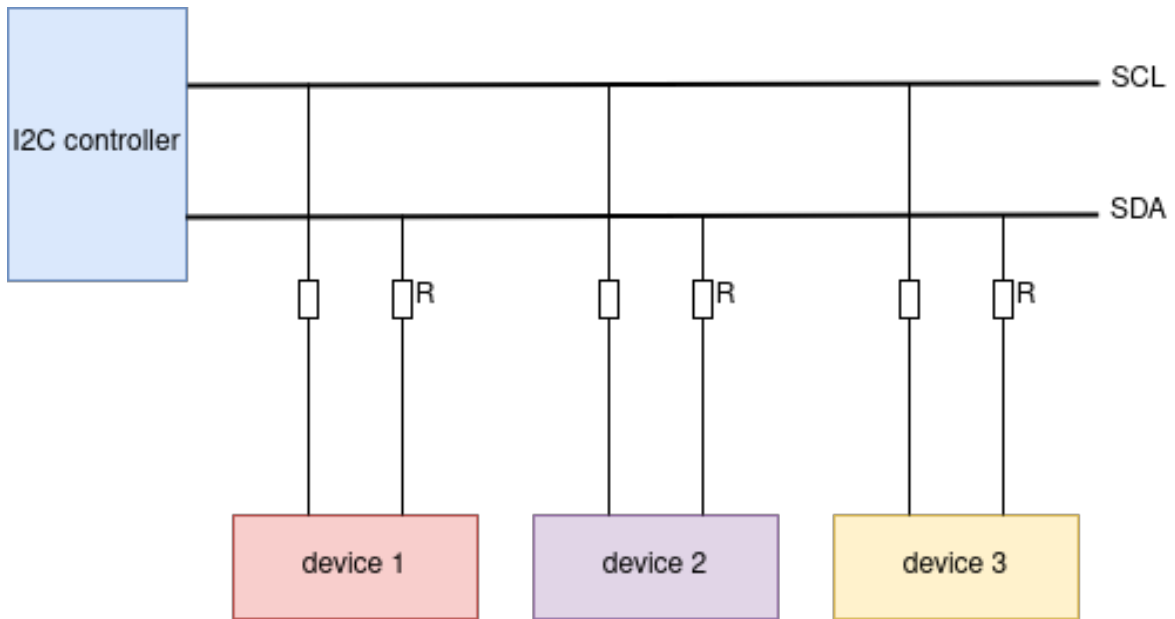 SCL
I2C controller
SDA
R
R
R
device 1
device 2
device 3